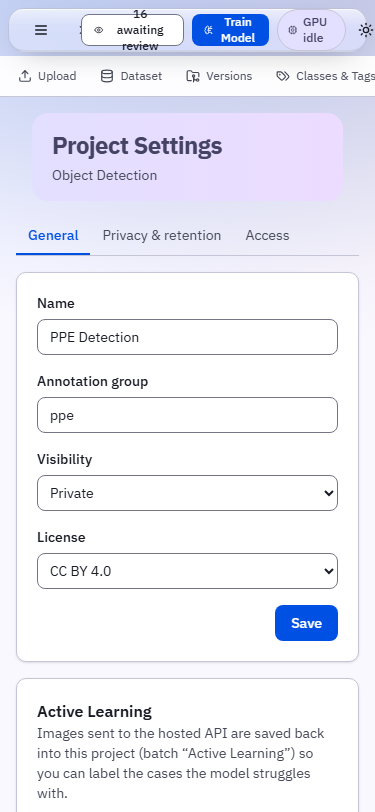 16
awaiting
review
Train
Model
GPU
idle
Upload
Dataset
Versions
Classes & Tags
Project Settings
Object Detection
General
Privacy & retention
Access
Name
PPE Detection
Annotation group
ppe
Visibility
Private
License
CC BY 4.0
Save
Active Learning
Images sent to the hosted API are saved back
into this project (batch “Active Learning”) so
you can label the cases the model struggles
with.